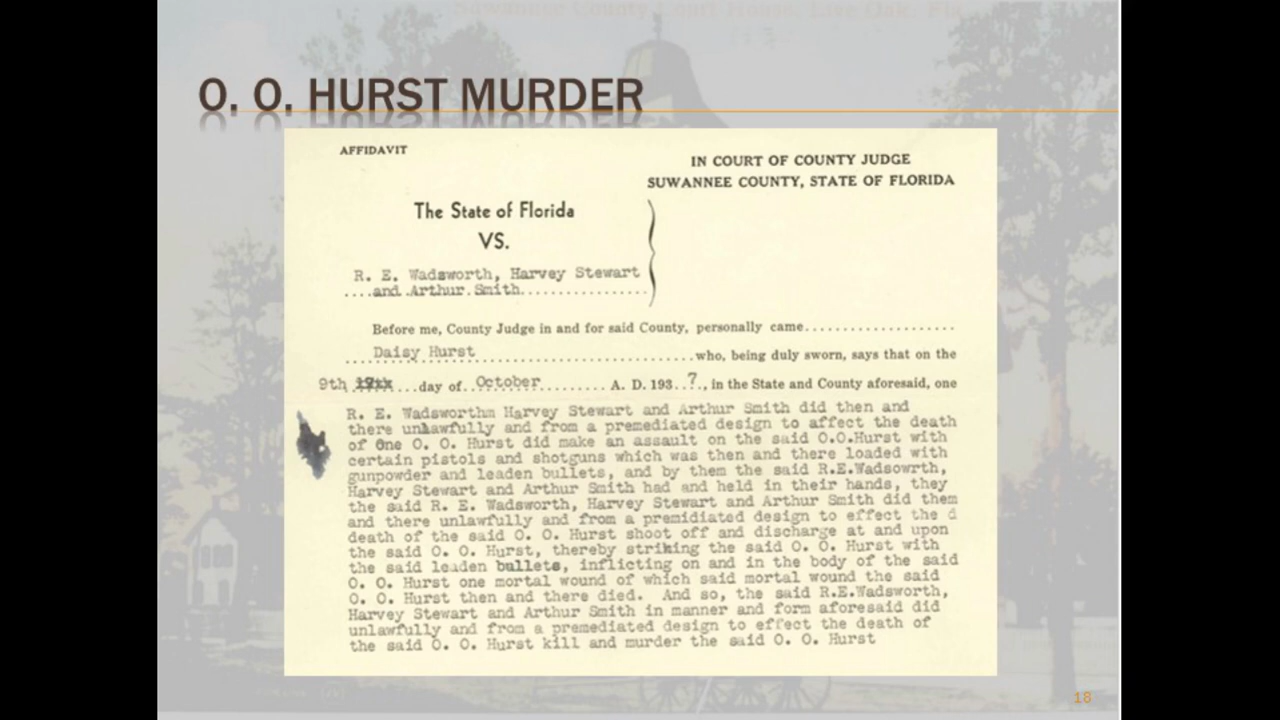 Suwannee County Court House, Live Oak, Fla.
O. O. HURST MURDER
AFFIDAVIT
IN COURT OF COUNTY JUDGE
SUWANNEE COUNTY, STATE OF FLORIDA
The State of Florida
VS.
R. E. Wadsworth, Harvey Stewart
....and.Arthur.Smith..................
Before me, County Judge in and for said County, personally came....................
Daisy Hurst ....who, being duly sworn, says that on the
9th 19th ...day of..October.......... A. D. 193...7.., in the State and County aforesaid, one
R. E. Wadsworthm Harvey Stewart and Arthur Smith did then and
there unlawfully and from a premediated design to affect the death
of One O. O. Hurst did make an assault on the said O.O.Hurst with
certain pistols and shotguns which was then and there loaded with
gunpowder and leaden bullets, and by them the said R.E.Wadsowrth,
Harvey Stewart and Arthur Smith had and held in their hands, they
the said R. E. Wadsworth, Harvey Stewart and Arthur Smith did them
and there unlawfully and from a premidiated design to effect the d
death of the said O. O. Hurst shoot off and discharge at and upon
the said O. O. Hurst, thereby striking the said O. O. Hurst with
the said leaden bullets, inflicting on and in the body of the said
O. O. Hurst one mortal wound of which said mortal wound the said
O. O. Hurst then and there died. And so, the said R.E.Wadsworth,
Harvey Stewart and Arthur Smith in manner and form aforesaid did
unlawfully and from a premediated design to effect the death of
the said O. O. Hurst kill and murder the said O. O. Hurst
18